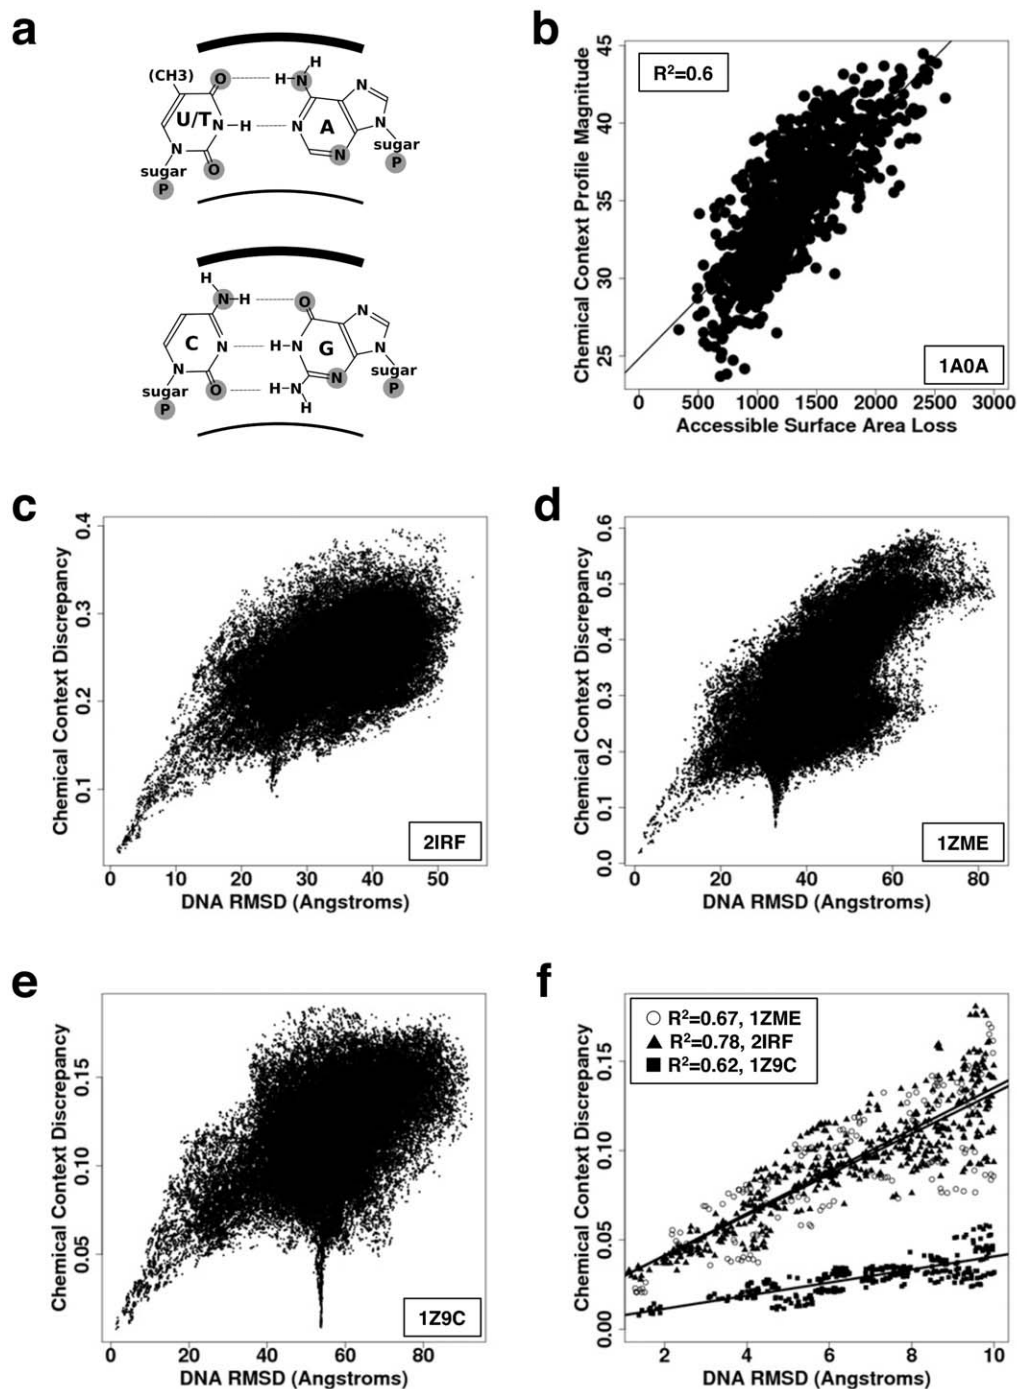 a
(CH3)
O
H
H N
N
U/T N H
N A
N
N
O
N
sugar
P
sugar
P
H
N H
O
N
C N
H N G
N
N
O
H N
H
N
sugar
P
sugar
P
b
R²=0.6
1A0A
Chemical Context Profile Magnitude
45
40
35
30
25
0 500 1000 1500 2000 2500 3000
Accessible Surface Area Loss
c
Chemical Context Discrepancy
0.4
0.3
0.2
0.1
2IRF
0 10 20 30 40 50
DNA RMSD (Angstroms)
d
Chemical Context Discrepancy
0.6
0.5
0.4
0.3
0.2
0.1
0.0
1ZME
0 20 40 60 80
DNA RMSD (Angstroms)
e
Chemical Context Discrepancy
0.15
0.10
0.05
1Z9C
0 20 40 60 80
DNA RMSD (Angstroms)
f
R²=0.67, 1ZME
R²=0.78, 2IRF
R²=0.62, 1Z9C
Chemical Context Discrepancy
0.15
0.10
0.05
0.00
2 4 6 8 10
DNA RMSD (Angstroms)